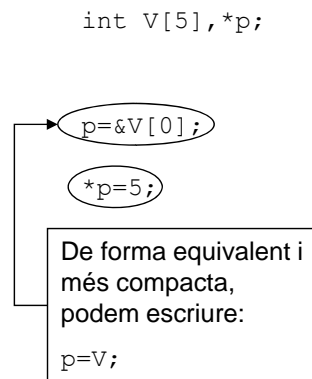 int V[5],*p;
p=&V[0];
*p=5;
De forma equivalent i
més compacta,
podem escriure:
p=V;